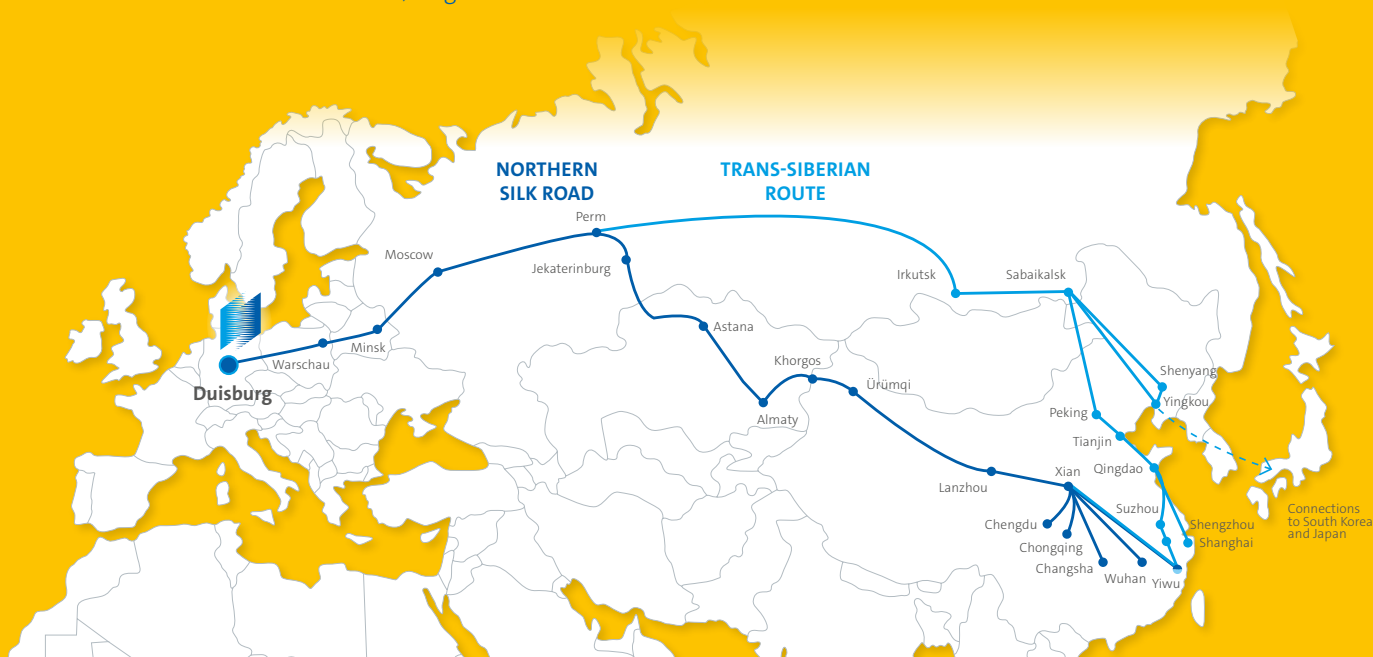 NORTHERN
SILK ROAD
TRANS-SIBERIAN
ROUTE
Perm
Moscow
Jekaterinburg
Irkutsk
Sabaikalsk
Astana
Minsk
Warschau
Duisburg
Khorgos
Ürümqi
Almaty
Shenyang
Yingkou
Peking
Tianjin
Qingdao
Xian
Lanzhou
Suzhou
Chengdu
Shengzhou
Chongqing
Shanghai
Changsha
Wuhan
Yiwu
Connections
to South Korea
and Japan